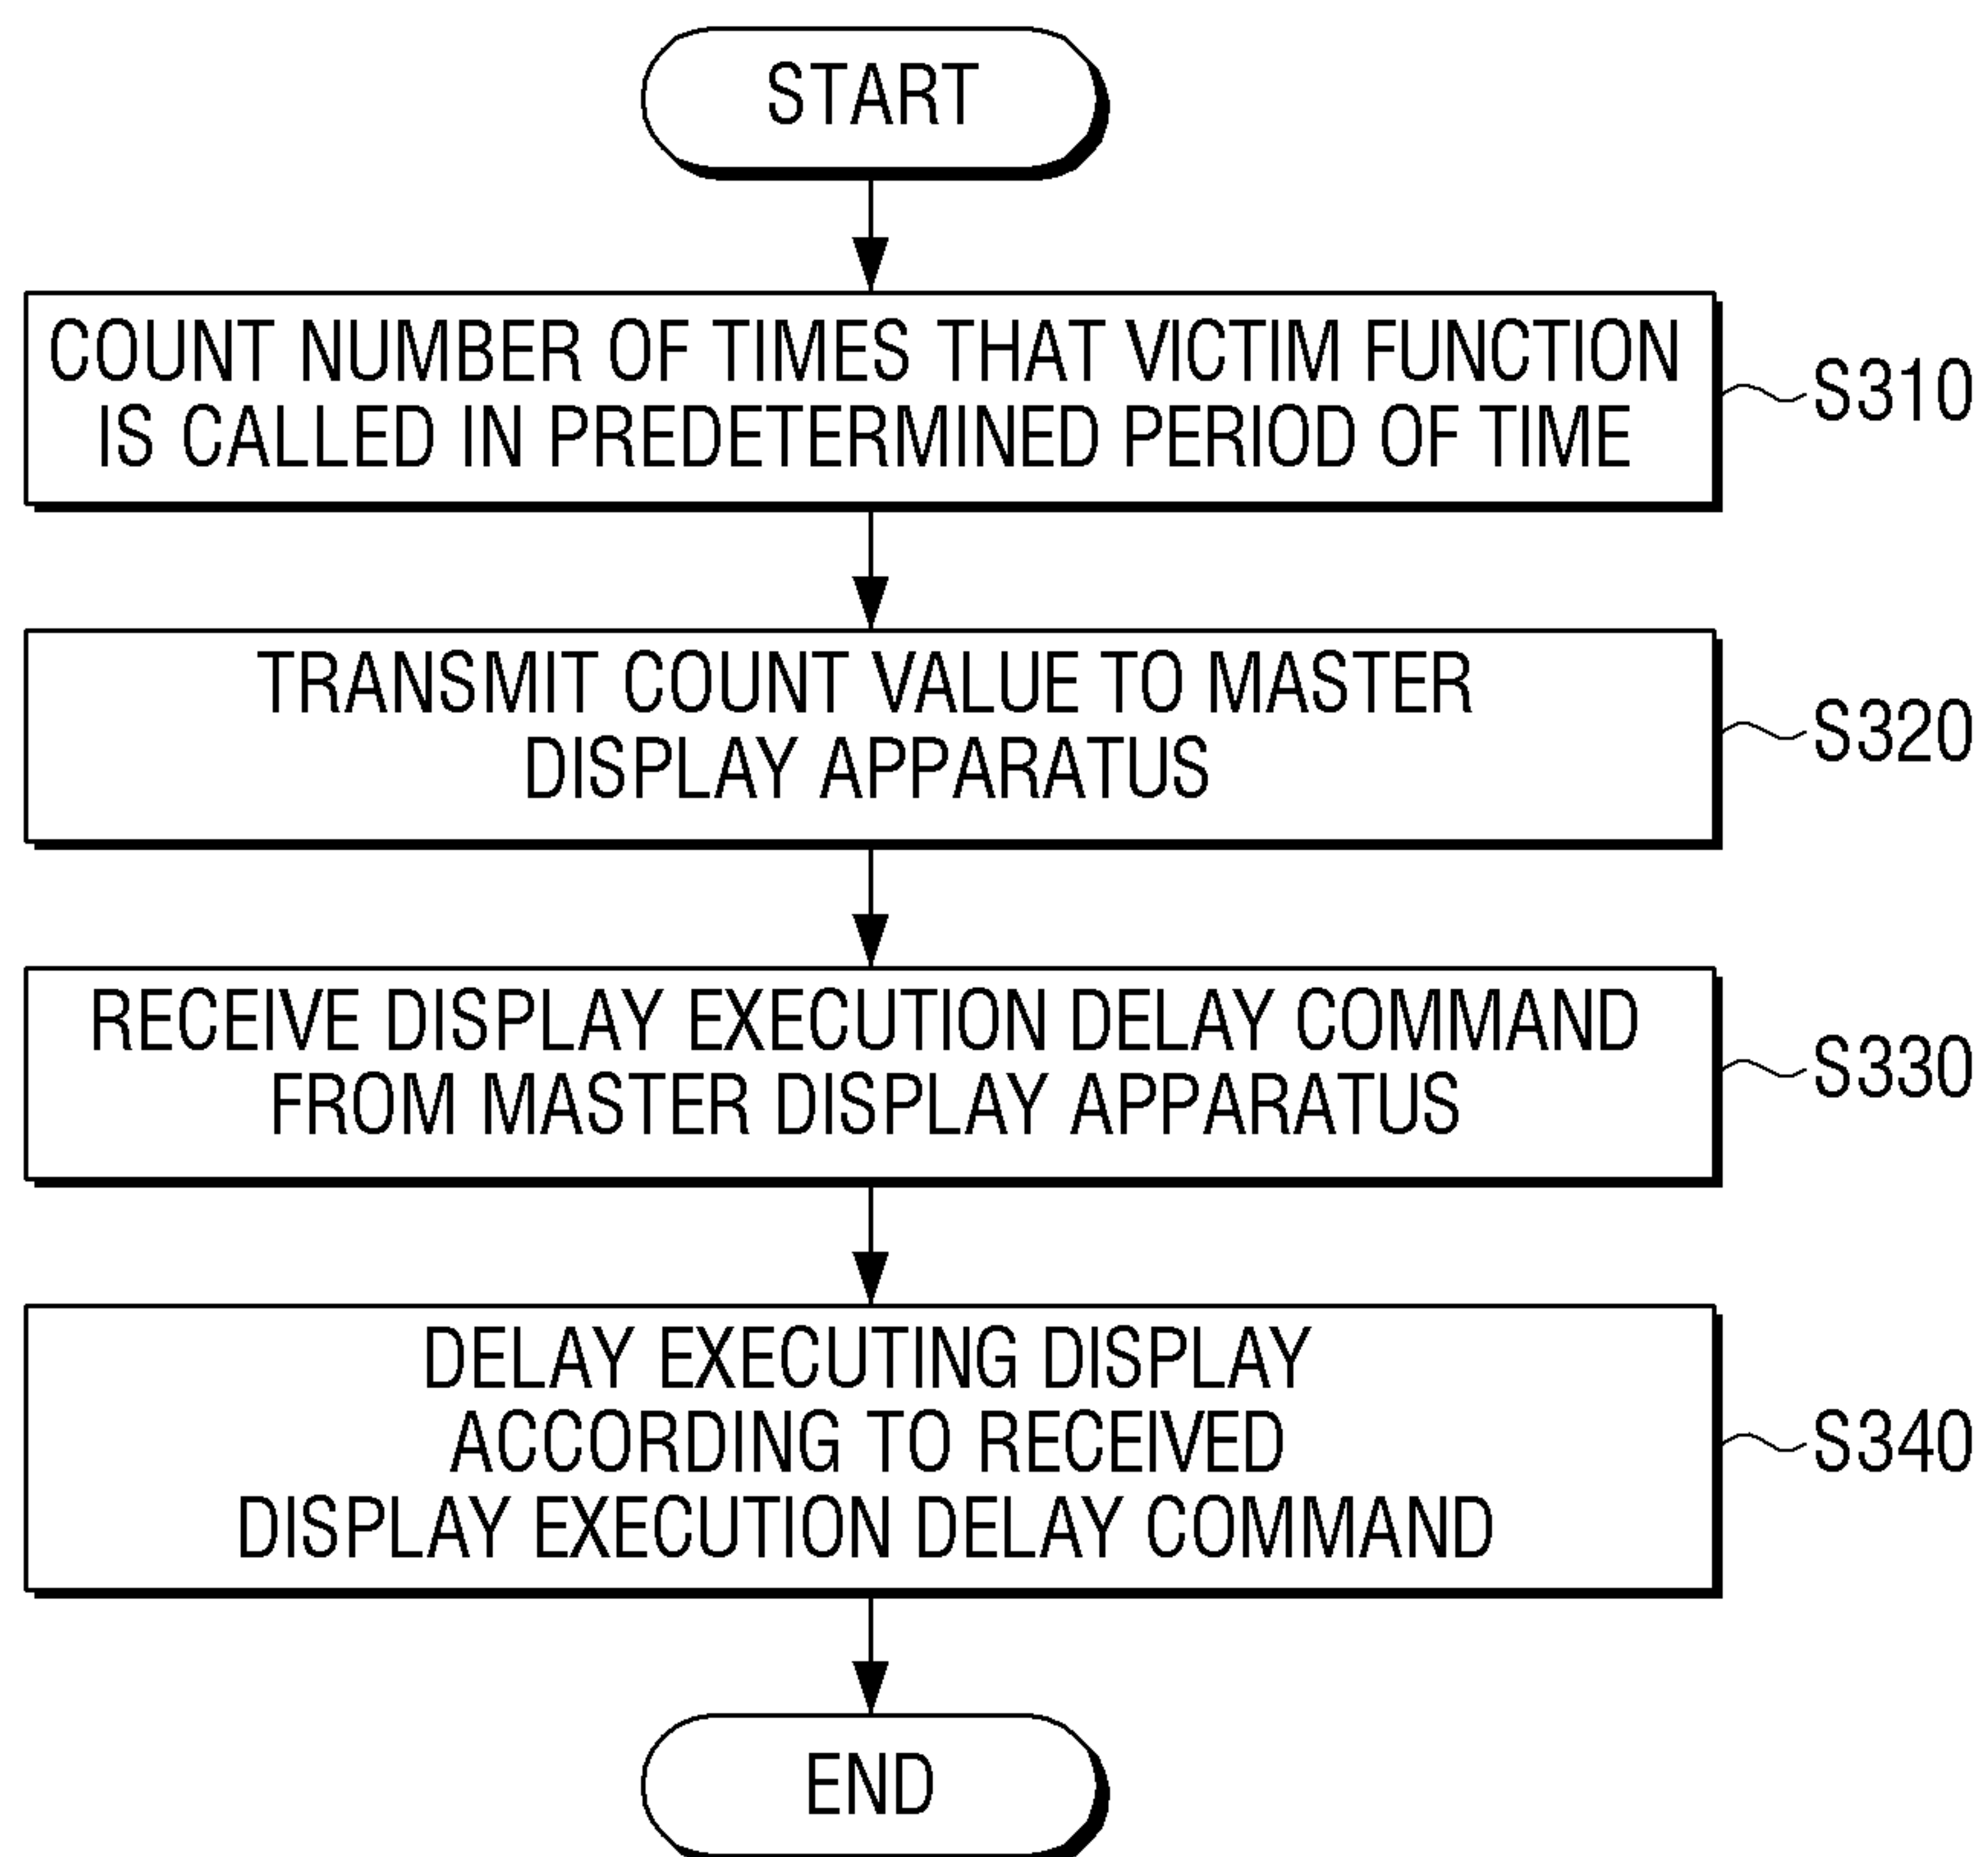 START
COUNT NUMBER OF TIMES THAT VICTIM FUNCTION
IS CALLED IN PREDETERMINED PERIOD OF TIME
S310
TRANSMIT COUNT VALUE TO MASTER
DISPLAY APPARATUS
S320
RECEIVE DISPLAY EXECUTION DELAY COMMAND
FROM MASTER DISPLAY APPARATUS
S330
DELAY EXECUTING DISPLAY
ACCORDING TO RECEIVED
DISPLAY EXECUTION DELAY COMMAND
S340
END